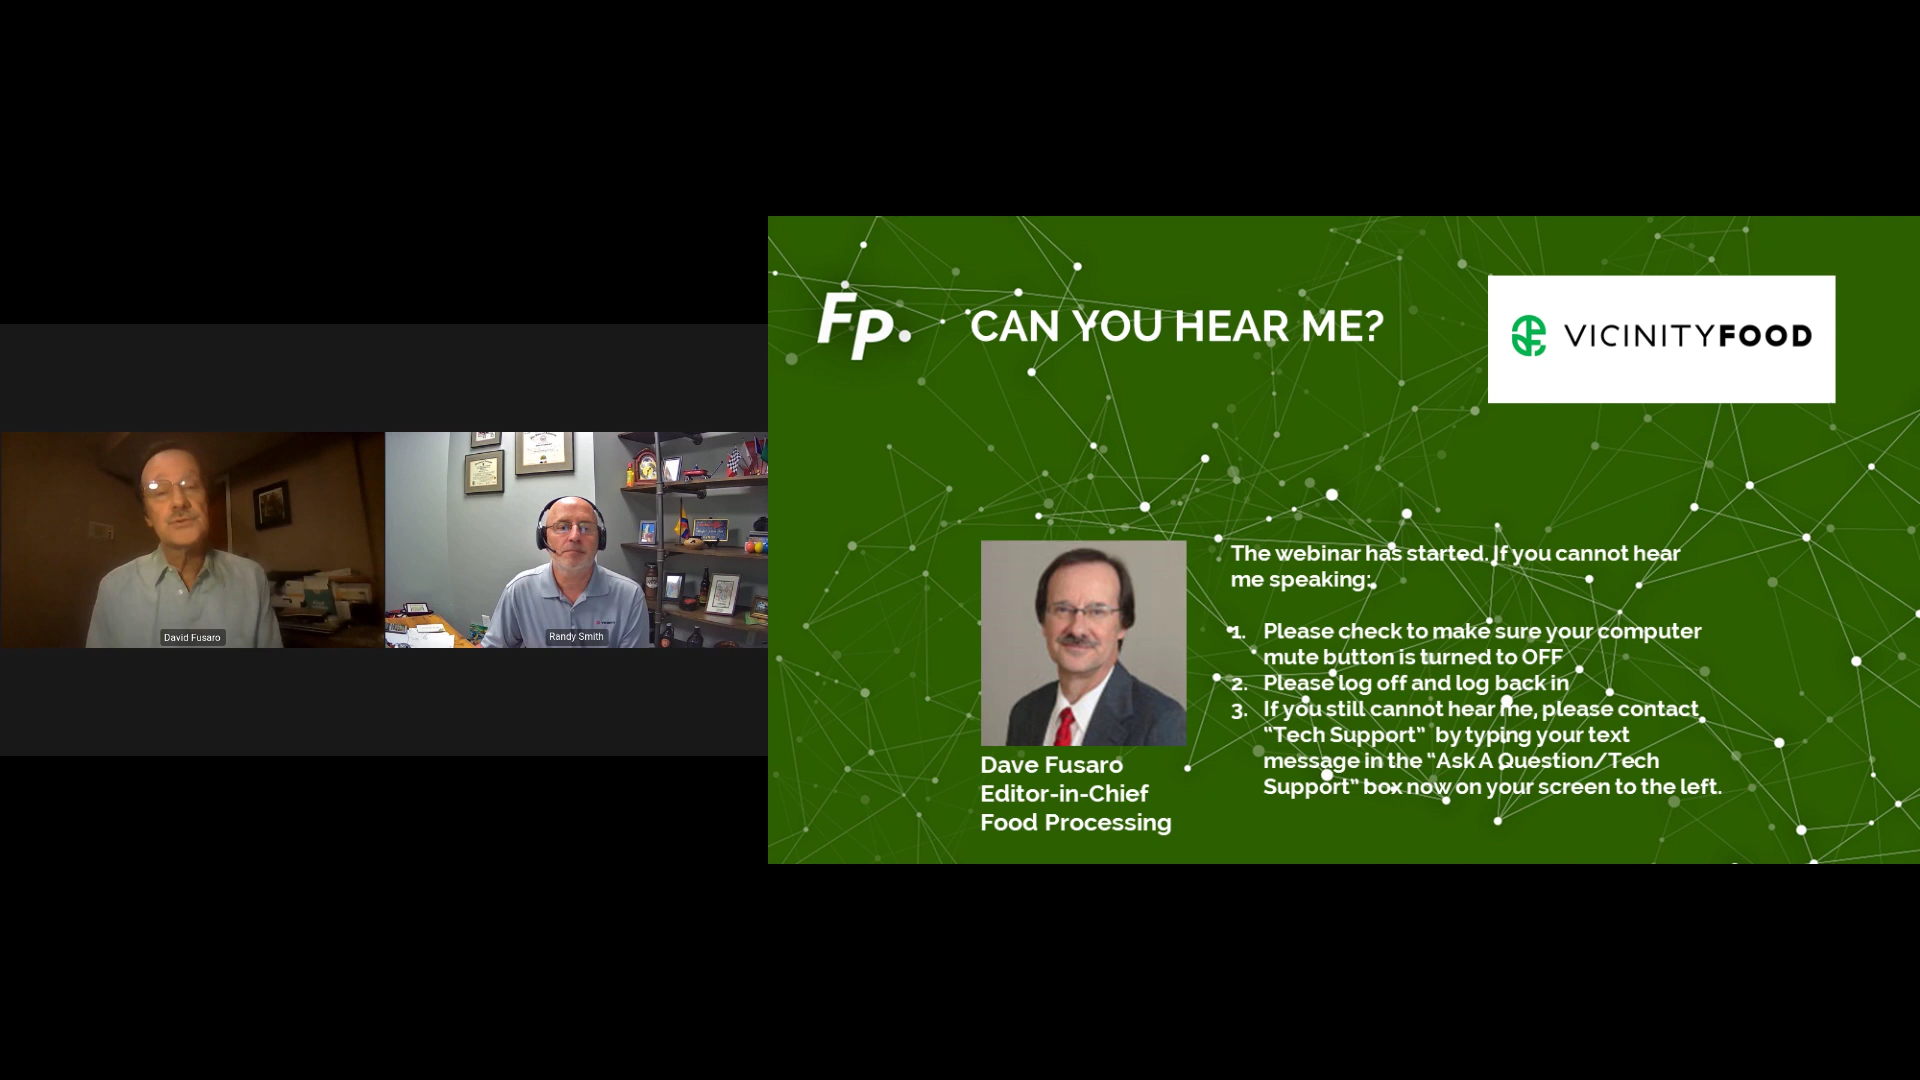 David Fusaro
Randy Smith
FP.
CAN YOU HEAR ME?
VICINITYFOOD
The webinar has started. If you cannot hear
me speaking:
1. Please check to make sure your computer
mute button is turned to OFF
2. Please log off and log back in
3. If you still cannot hear me, please contact
“Tech Support” by typing your text
message in the “Ask A Question/Tech
Support” box now on your screen to the left.
Dave Fusaro
Editor-in-Chief
Food Processing